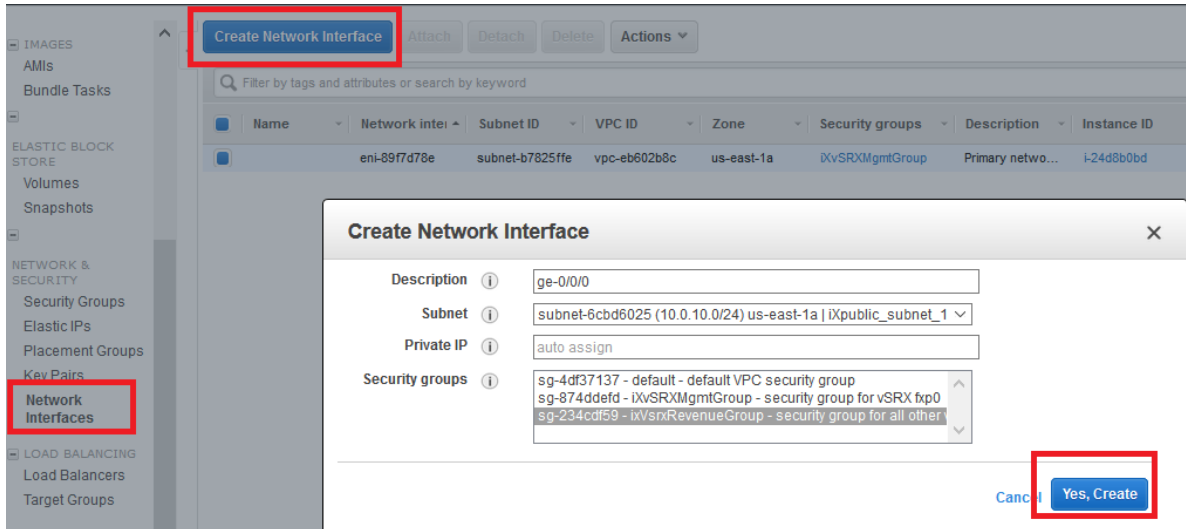 Create Network Interface Attach Detach Delete Actions
IMAGES
AMIs
Bundle Tasks
ELASTIC BLOCK
STORE
Volumes
Snapshots
NETWORK &
SECURITY
Security Groups
Elastic IPs
Placement Groups
Key Pairs
Network
Interfaces
LOAD BALANCING
Load Balancers
Target Groups
Filter by tags and attributes or search by keyword
Name Network inter Subnet ID VPC ID Zone Security groups Description Instance ID
eni-89f7d78e subnet-b7825ffe vpc-eb602b8c us-east-1a iXvSRXMgmtGroup Primary netwo... i-24d8b0bd
Create Network Interface
Description ge-0/0/0
Subnet subnet-6cbd6025 (10.0.10.0/24) us-east-1a | iXpublic_subnet_1
Private IP auto assign
Security groups
sg-4df37137 - default - default VPC security group
sg-874ddefd - iXvSRXMgmtGroup - security group for vSRX fxp0
sg-234cdf59 - ixVsrxRevenueGroup - security group for all other
Cancel Yes, Create